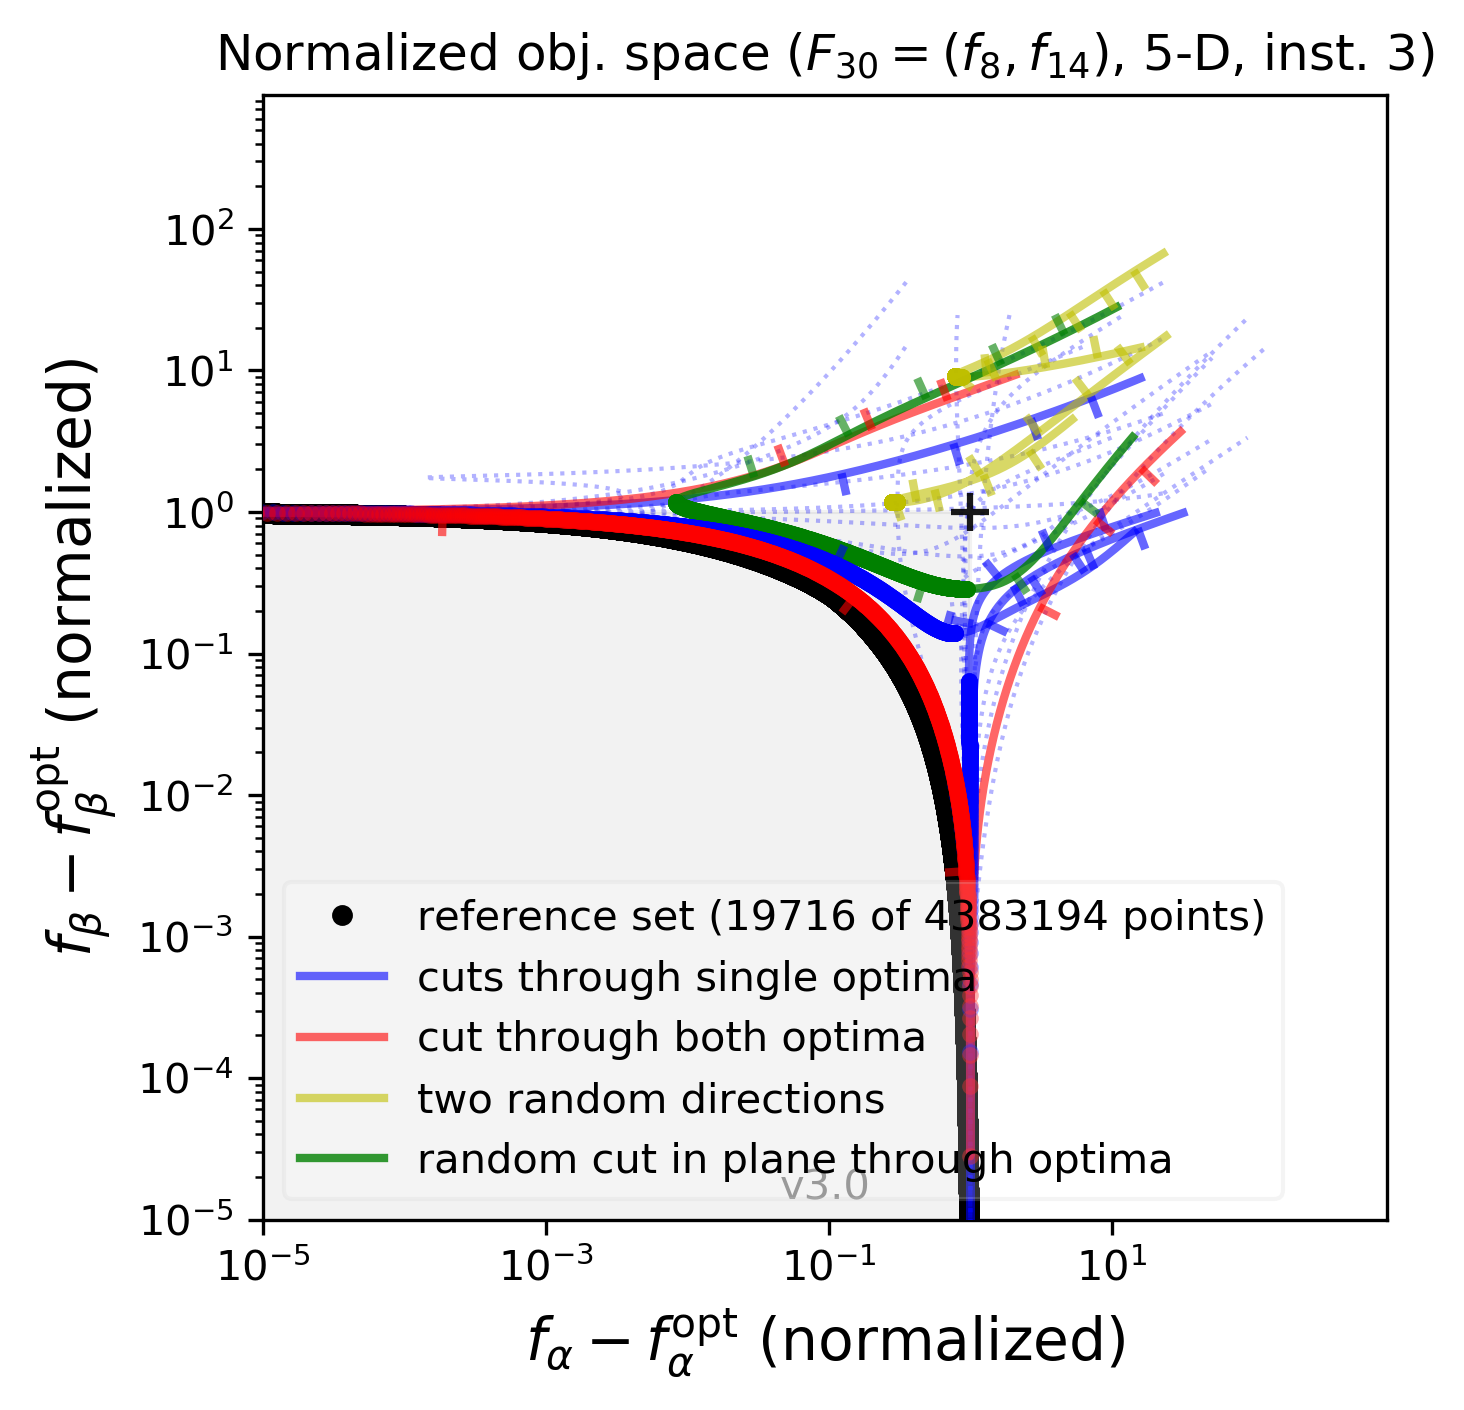 Normalized obj. space (F₃₀ = (f₈, f₁₄), 5-D, inst. 3)
10²
10¹
10⁰
10⁻¹
10⁻²
10⁻³
10⁻⁴
10⁻⁵
f_β − f_β^opt (normalized)
reference set (19716 of 4383194 points)
cuts through single optima
cut through both optima
two random directions
random cut in plane through optima
v3.0
10⁻⁵
10⁻³
10⁻¹
10¹
f_α − f_α^opt (normalized)